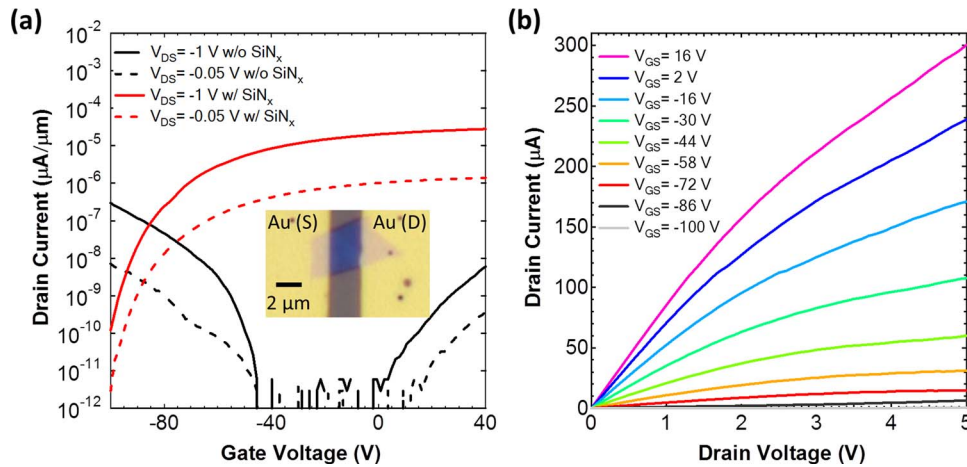 (a)
10⁻²
10⁻³
10⁻⁴
10⁻⁵
10⁻⁶
10⁻⁷
10⁻⁸
10⁻⁹
10⁻¹⁰
10⁻¹¹
10⁻¹²
Drain Current (μA/μm)
V_DS= -1 V w/o SiNₓ
V_DS= -0.05 V w/o SiNₓ
V_DS= -1 V w/ SiNₓ
V_DS= -0.05 V w/ SiNₓ
Au (S) Au (D)
2 μm
-80 -40 0 40
Gate Voltage (V)
(b)
300
250
200
150
100
50
0
Drain Current (μA)
V_GS= 16 V
V_GS= 2 V
V_GS= -16 V
V_GS= -30 V
V_GS= -44 V
V_GS= -58 V
V_GS= -72 V
V_GS= -86 V
V_GS= -100 V
0 1 2 3 4 5
Drain Voltage (V)